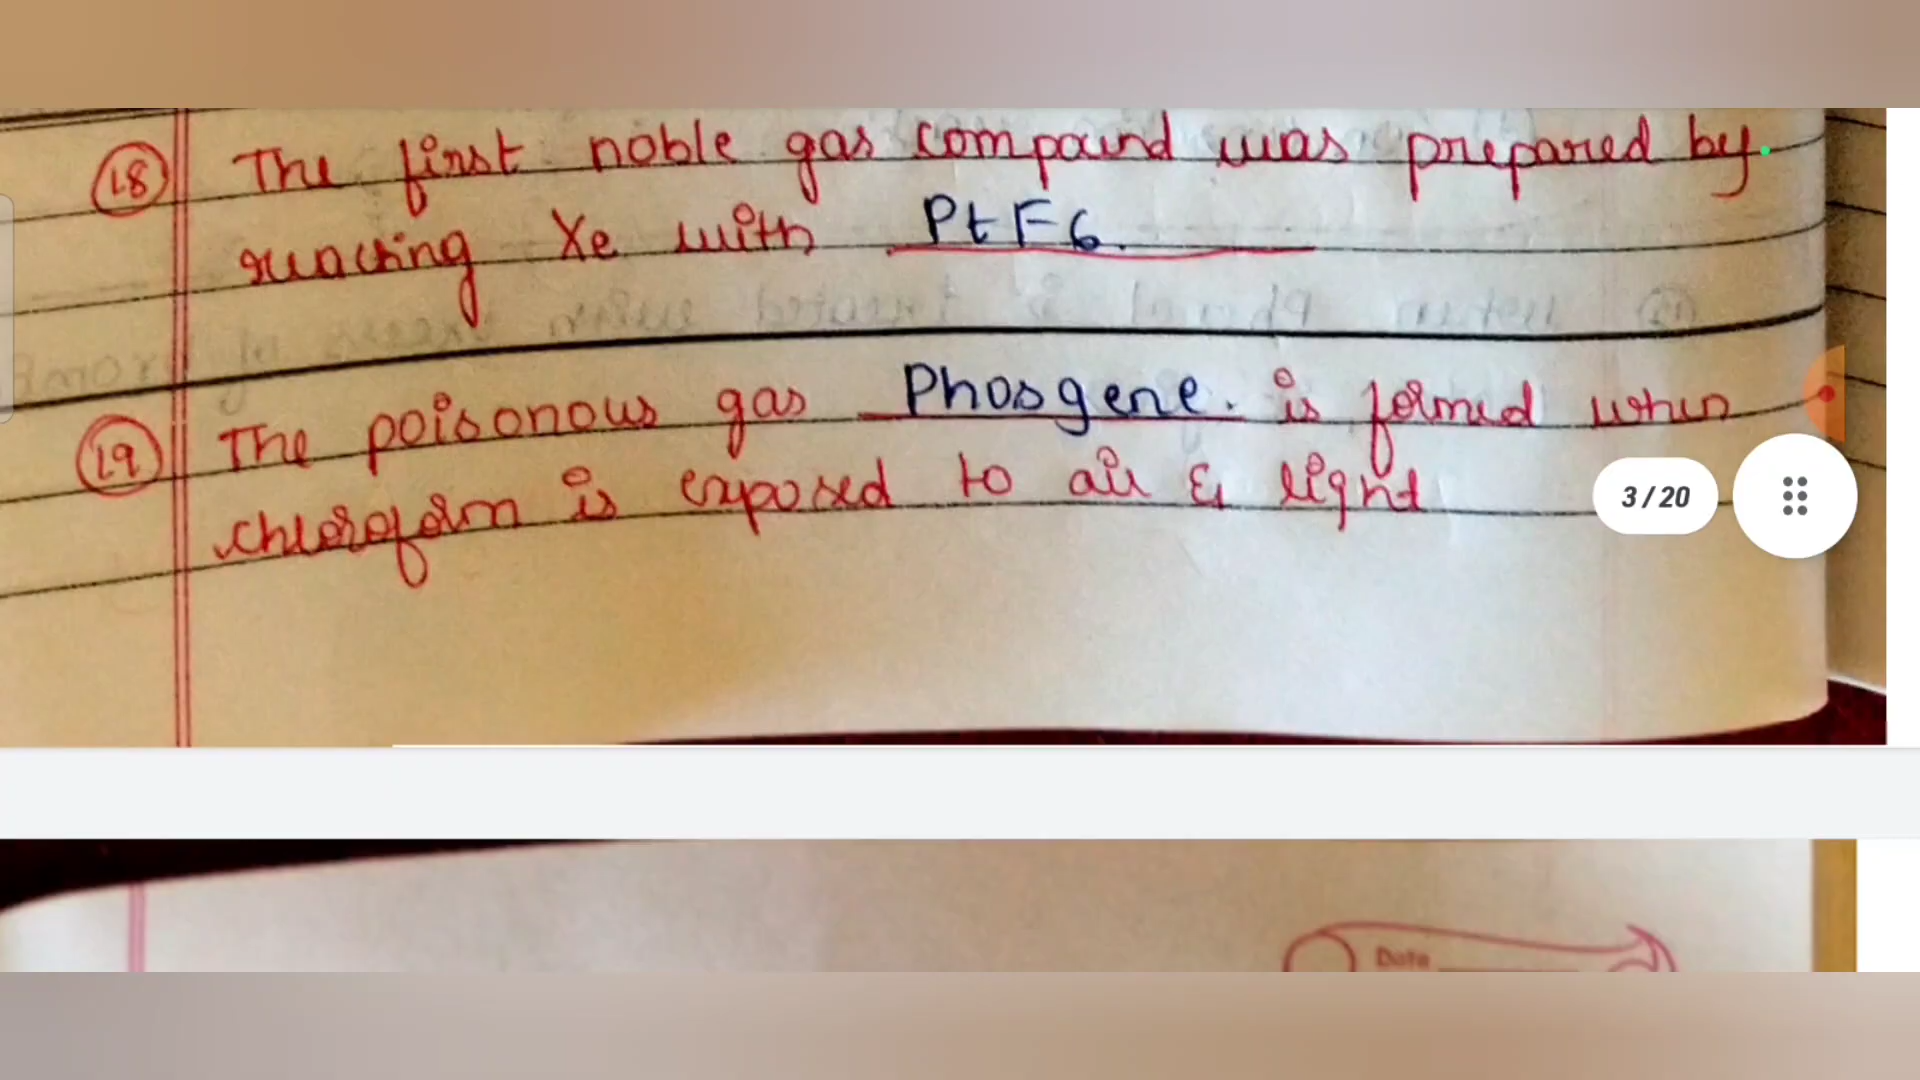 18 The first noble gas compound was prepared by.
reacting Xe with PtF6.
19 The poisonous gas Phosgene. is formed when
chloroform is exposed to air & light
3 / 20
Date